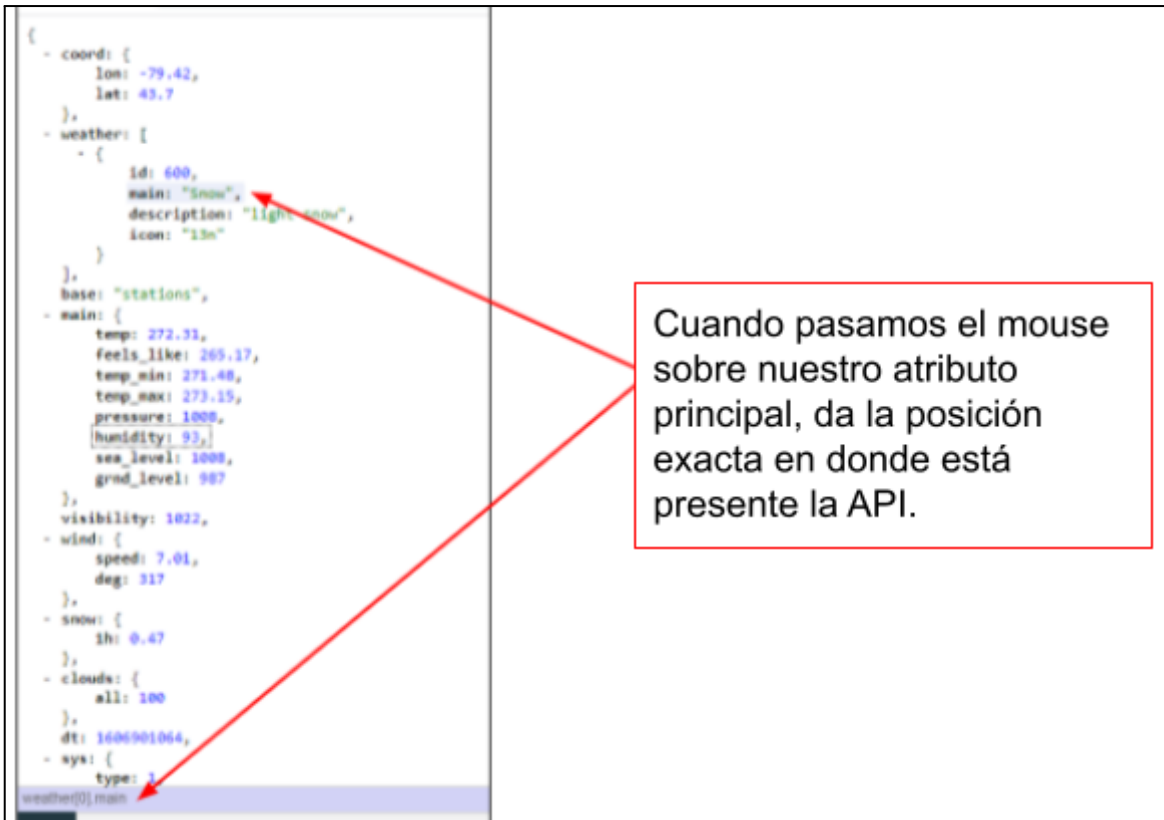 {
- coord: {
lon: -79.42,
lat: 43.7
},
- weather: [
- {
id: 600,
main: "Snow",
description: "light snow",
icon: "13n"
}
],
base: "stations",
- main: {
temp: 272.31,
feels_like: 265.17,
temp_min: 271.48,
temp_max: 273.15,
pressure: 1008,
humidity: 93,
sea_level: 1008,
grnd_level: 987
},
visibility: 1022,
- wind: {
speed: 7.01,
deg: 317
},
- snow: {
1h: 0.47
},
- clouds: {
all: 100
},
dt: 1606901064,
- sys: {
type: 1,
weather[0].main
Cuando pasamos el mouse
sobre nuestro atributo
principal, da la posición
exacta en donde está
presente la API.